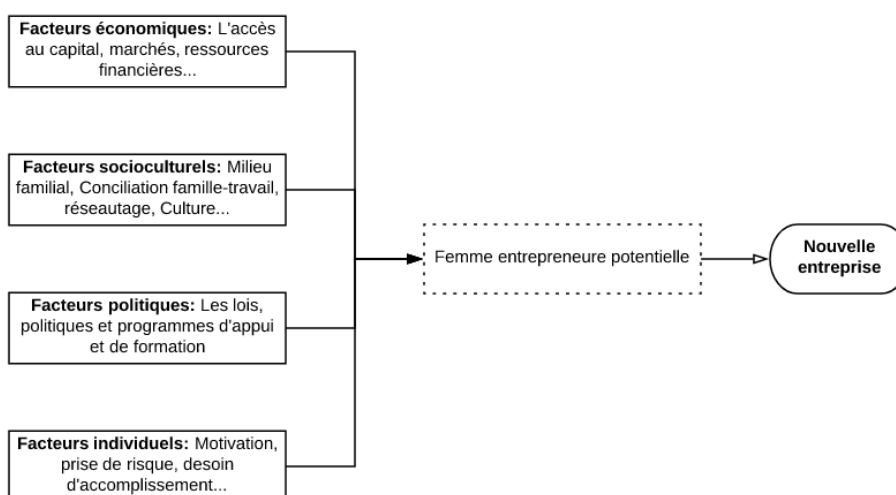 Facteurs économiques: L'accès
au capital, marchés, ressources
financières...
Facteurs socioculturels: Milieu
familial, Conciliation famille-travail,
réseautage, Culture...
Facteurs politiques: Les lois,
politiques et programmes d'appui
et de formation
Facteurs individuels: Motivation,
prise de risque, desoin
d'accomplissement...
Femme entrepreneure potentielle
Nouvelle
entreprise